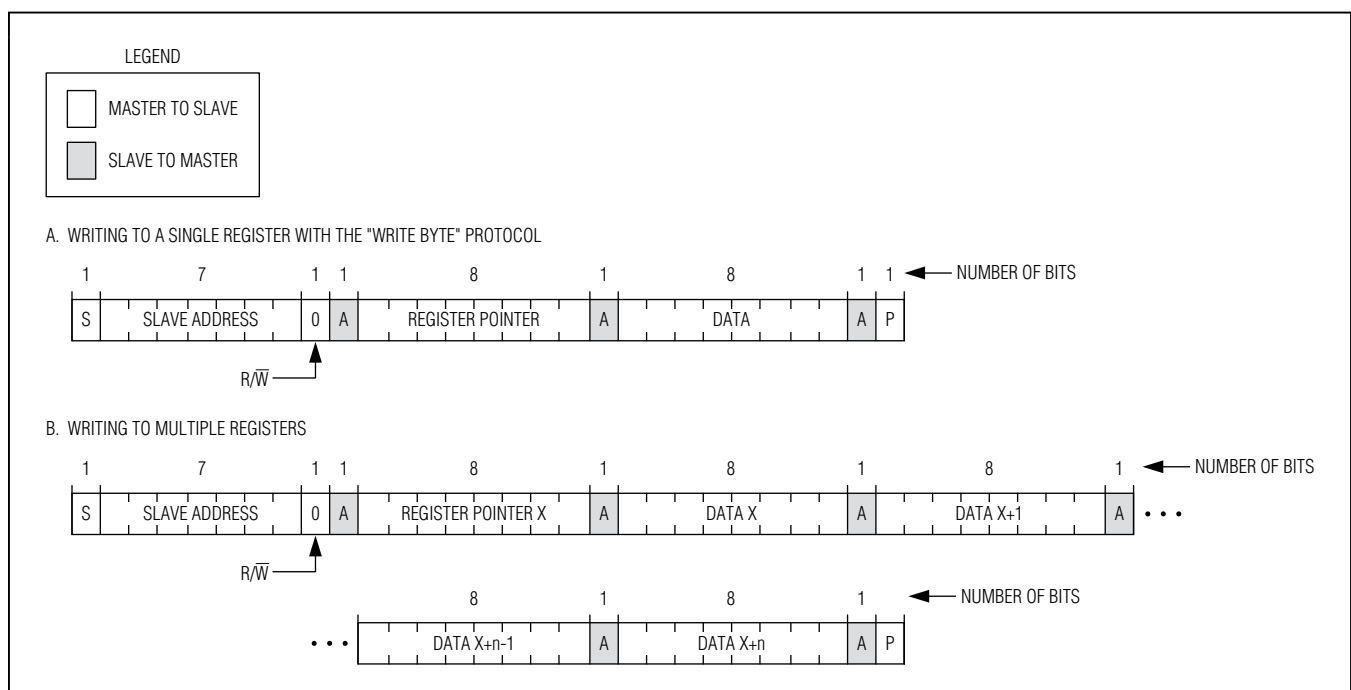 LEGEND
MASTER TO SLAVE
SLAVE TO MASTER
A. WRITING TO A SINGLE REGISTER WITH THE "WRITE BYTE" PROTOCOL
1 7 1 1 8 1 8 1 1 NUMBER OF BITS
S SLAVE ADDRESS 0 A REGISTER POINTER A DATA A P
R/W̅
B. WRITING TO MULTIPLE REGISTERS
1 7 1 1 8 1 8 1 8 1 NUMBER OF BITS
S SLAVE ADDRESS 0 A REGISTER POINTER X A DATA X A DATA X+1 A • • •
R/W̅
8 1 8 1 NUMBER OF BITS
• • • DATA X+n-1 A DATA X+n A P